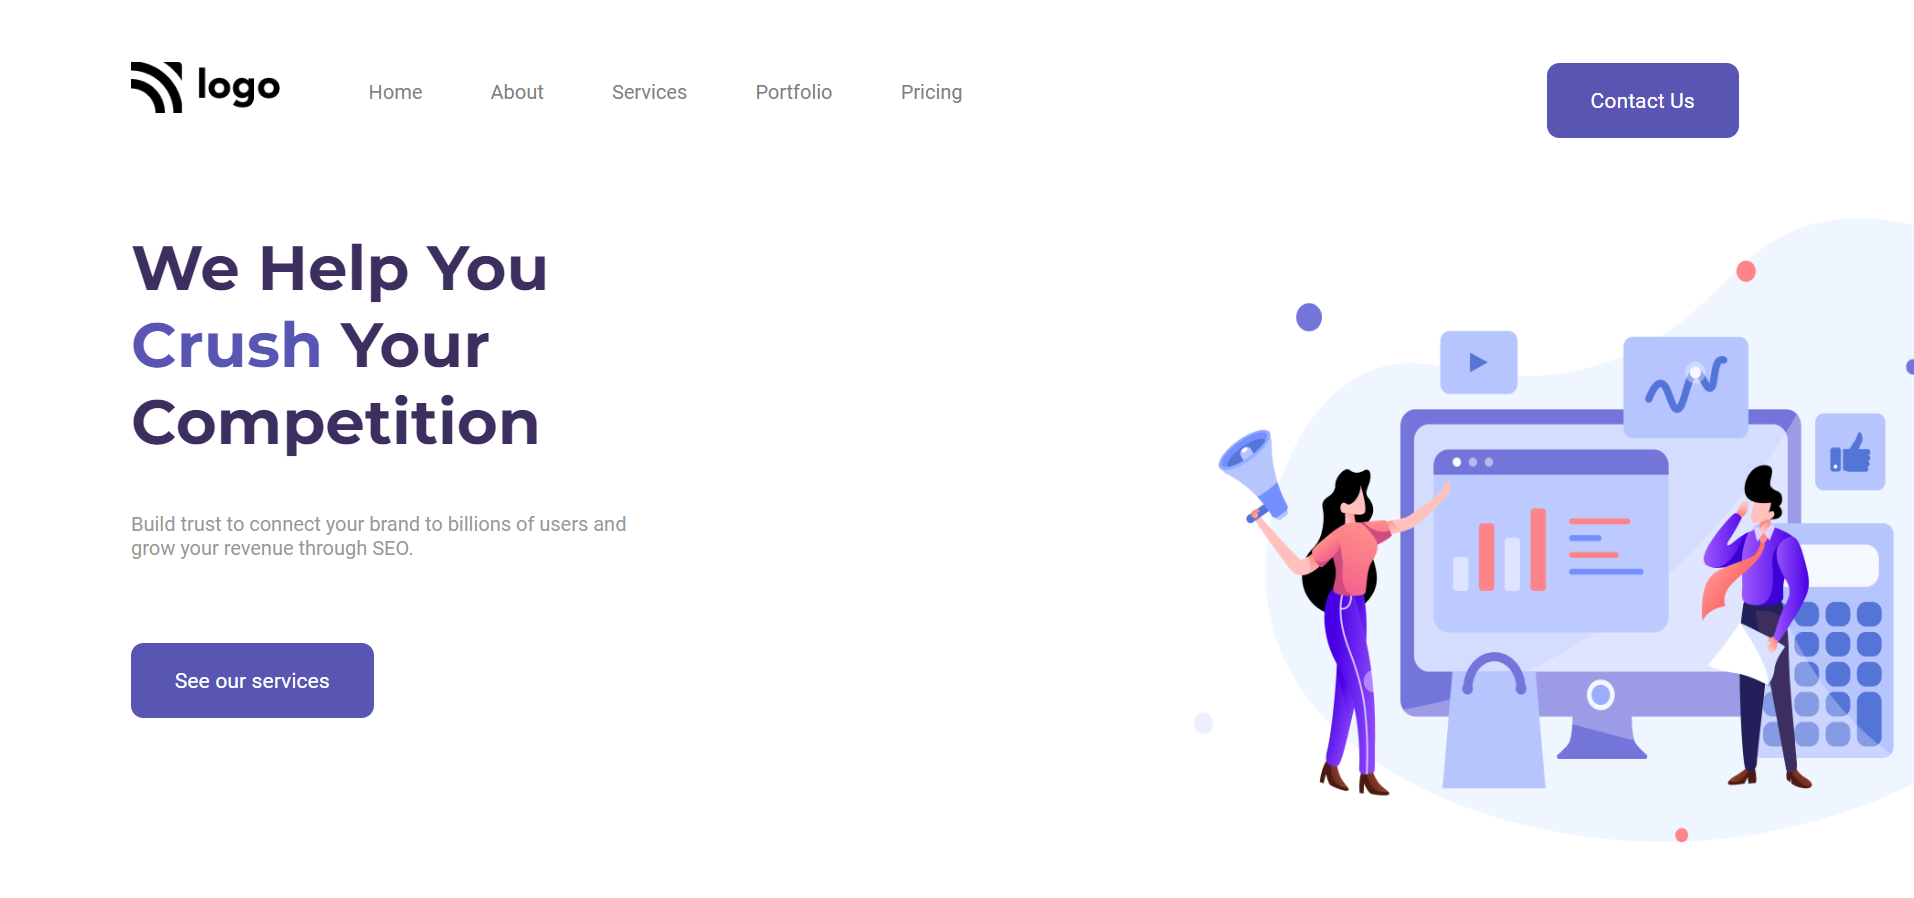 logo
Home
About
Services
Portfolio
Pricing
Contact Us
We Help You
Crush Your
Competition
Build trust to connect your brand to billions of users and
grow your revenue through SEO.
See our services